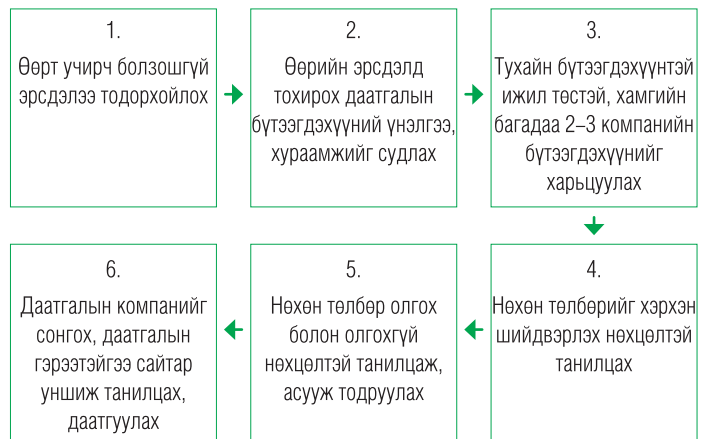 1.
Өөрт учирч болзошгүй
эрсдэлээ тодорхойлох
2.
Өөрийн эрсдэлд
тохирох даатгалын
бүтээгдэхүүний үнэлгээ,
хураамжийг судлах
3.
Тухайн бүтээгдэхүүнтэй
ижил төстэй, хамгийн
багадаа 2–3 компанийн
бүтээгдэхүүнийг
харьцуулах
4.
Нөхөн төлбөрийг хэрхэн
шийдвэрлэх нөхцөлтэй
танилцах
5.
Нөхөн төлбөр олгох
болон олгохгүй
нөхцөлтэй танилцаж,
асууж тодруулах
6.
Даатгалын компанийг
сонгох, даатгалын
гэрээтэйгээ сайтар
уншиж танилцах,
даатгуулах